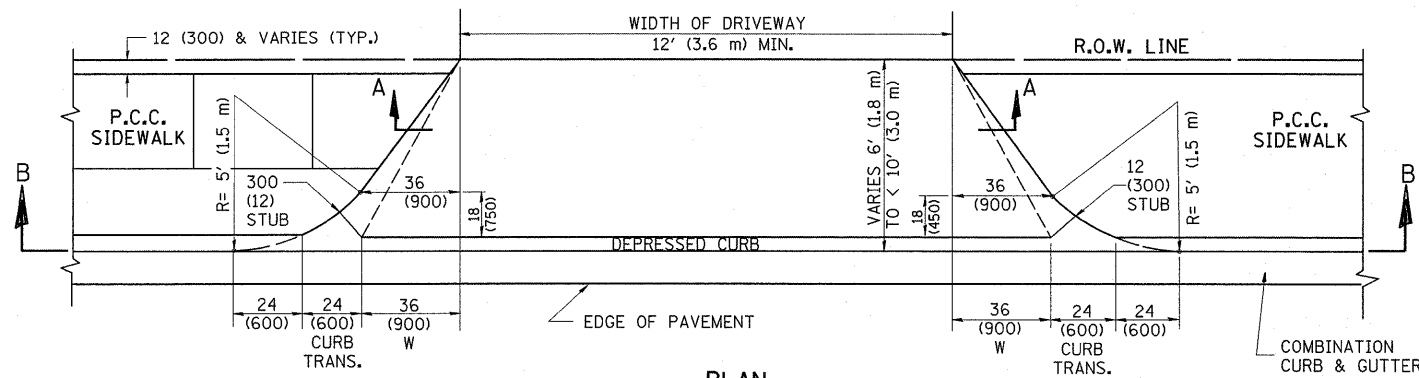 WIDTH OF DRIVEWAY
12' (3.6 m) MIN.
12 (300) & VARIES (TYP.)
R.O.W. LINE
A
A
P.C.C.
SIDEWALK
P.C.C.
SIDEWALK
R= 5' (1.5 m)
VARIES 6' (1.8 m)
TO < 10' (3.0 m)
R= 5' (1.5 m)
B
B
300
(12)
STUB
36
(900)
18
(750)
36
(900)
18
(450)
12
(300)
STUB
DEPRESSED CURB
24
(600)
24
(600)
CURB
TRANS.
36
(900)
W
EDGE OF PAVEMENT
36
(900)
W
24
(600)
CURB
TRANS.
24
(600)
COMBINATION
CURB & GUTTER
PLAN